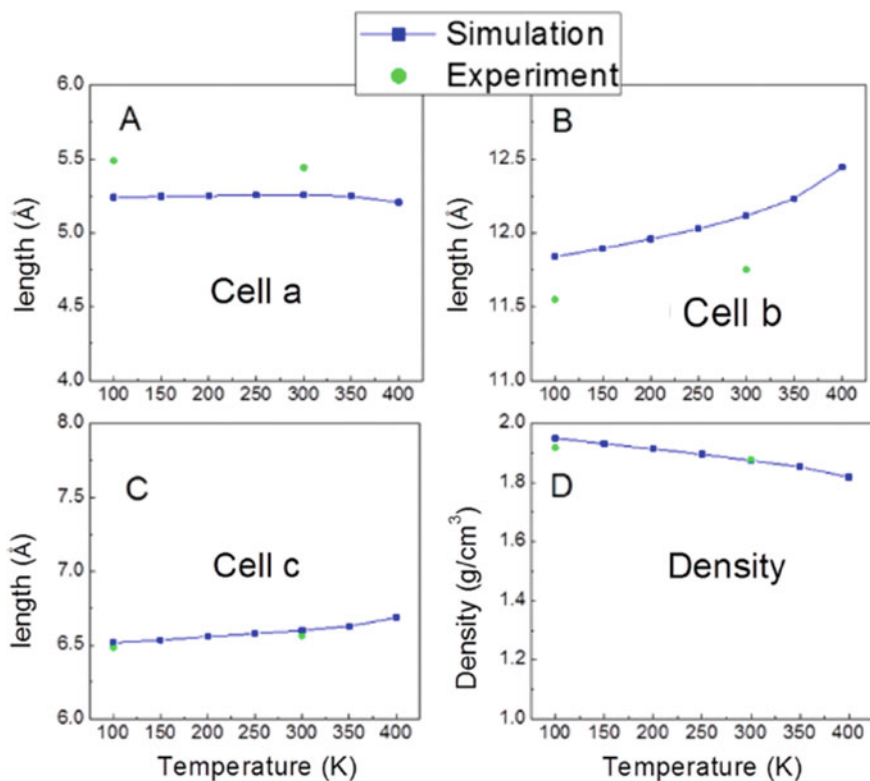 Simulation
Experiment
A
6.0
5.5
5.0
4.5
4.0
length (Å)
Cell a
100 150 200 250 300 350 400
B
12.5
12.0
11.5
11.0
length (Å)
Cell b
100 150 200 250 300 350 400
C
8.0
7.5
7.0
6.5
6.0
length (Å)
Cell c
100 150 200 250 300 350 400
Temperature (K)
D
2.0
1.8
1.6
1.4
1.2
1.0
Density (g/cm³)
Density
100 150 200 250 300 350 400
Temperature (K)